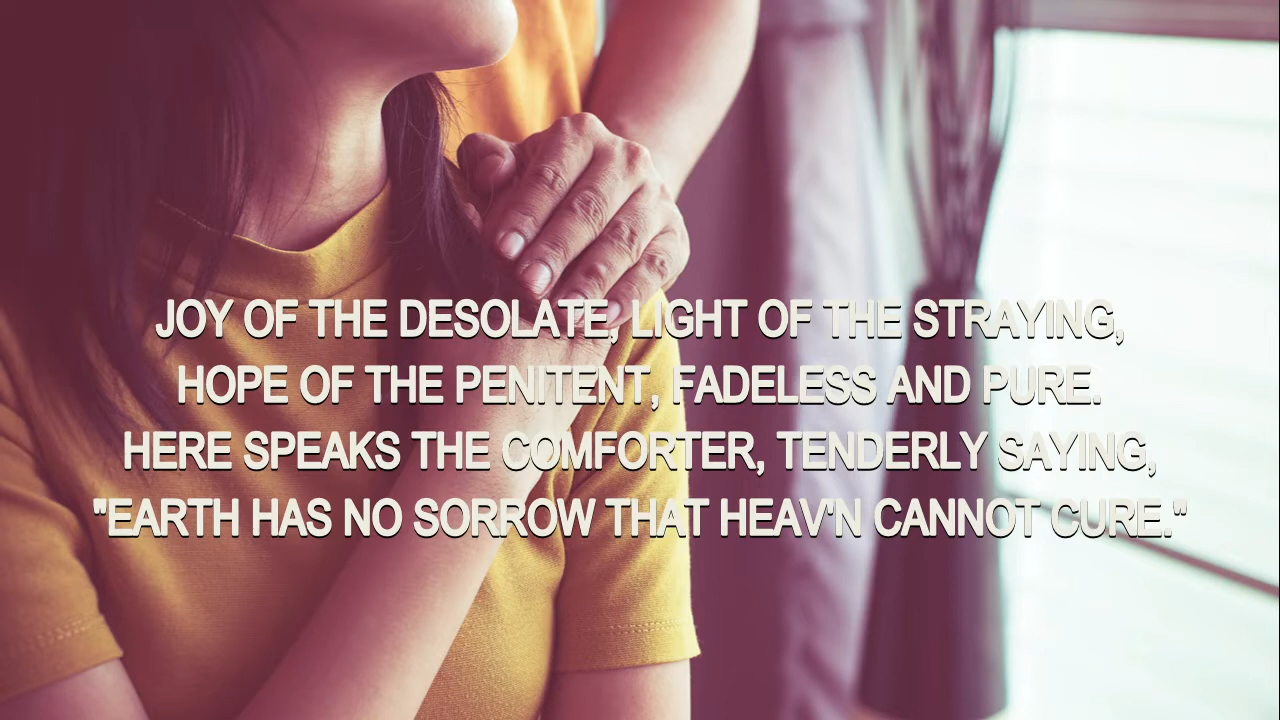 JOY OF THE DESOLATE, LIGHT OF THE STRAYING,
HOPE OF THE PENITENT, FADELESS AND PURE.
HERE SPEAKS THE COMFORTER, TENDERLY SAYING,
"EARTH HAS NO SORROW THAT HEAV'N CANNOT CURE."